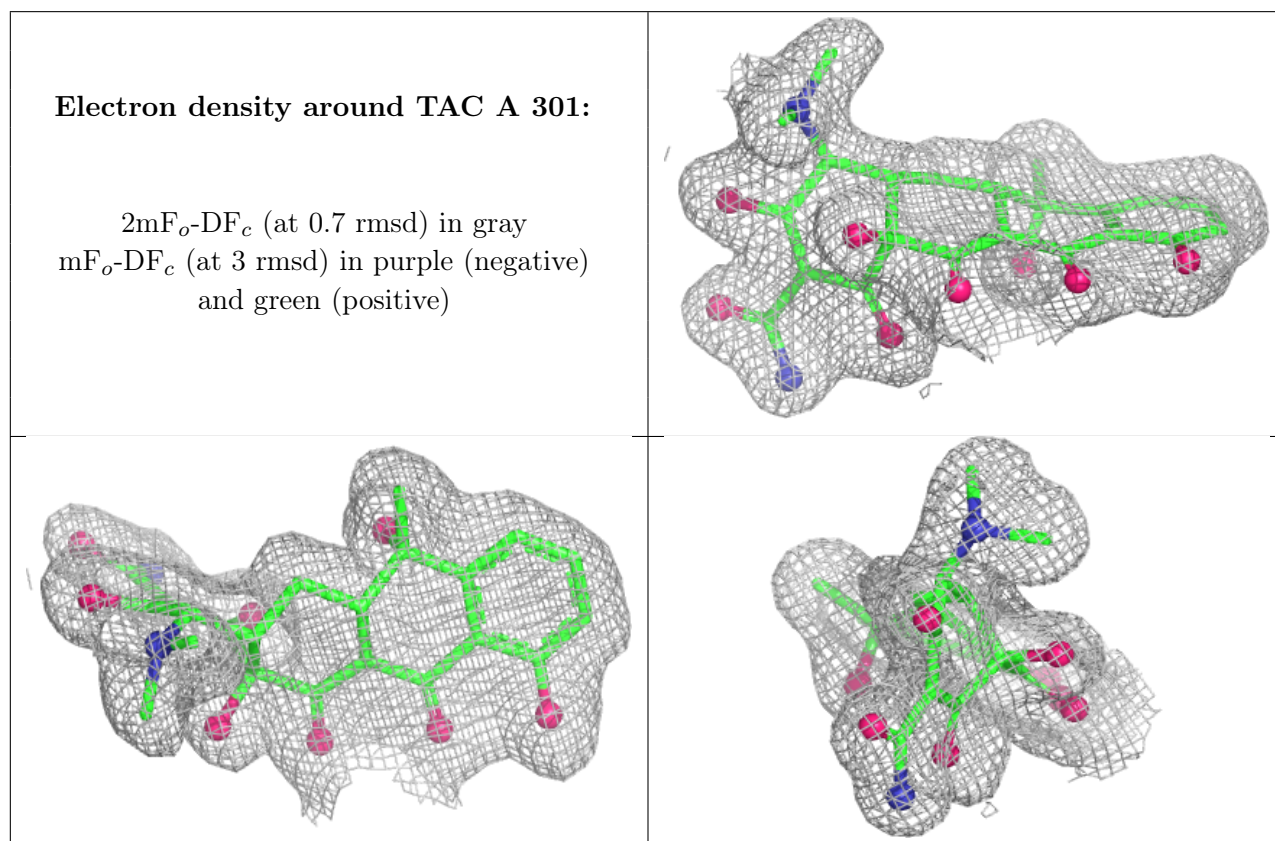 Electron density around TAC A 301:
2mFo-DFc (at 0.7 rmsd) in gray
mFo-DFc (at 3 rmsd) in purple (negative)
and green (positive)